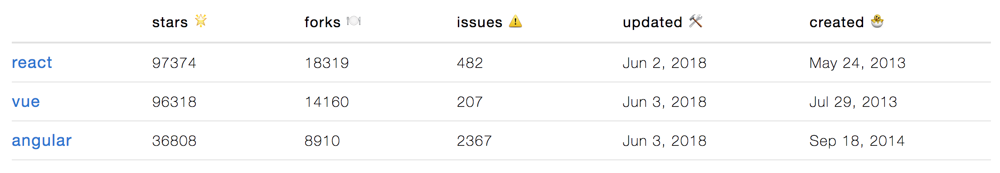 stars 🌟 forks 🍽 issues ⚠️ updated 🛠 created 🐣
react 97374 18319 482 Jun 2, 2018 May 24, 2013
vue 96318 14160 207 Jun 3, 2018 Jul 29, 2013
angular 36808 8910 2367 Jun 3, 2018 Sep 18, 2014